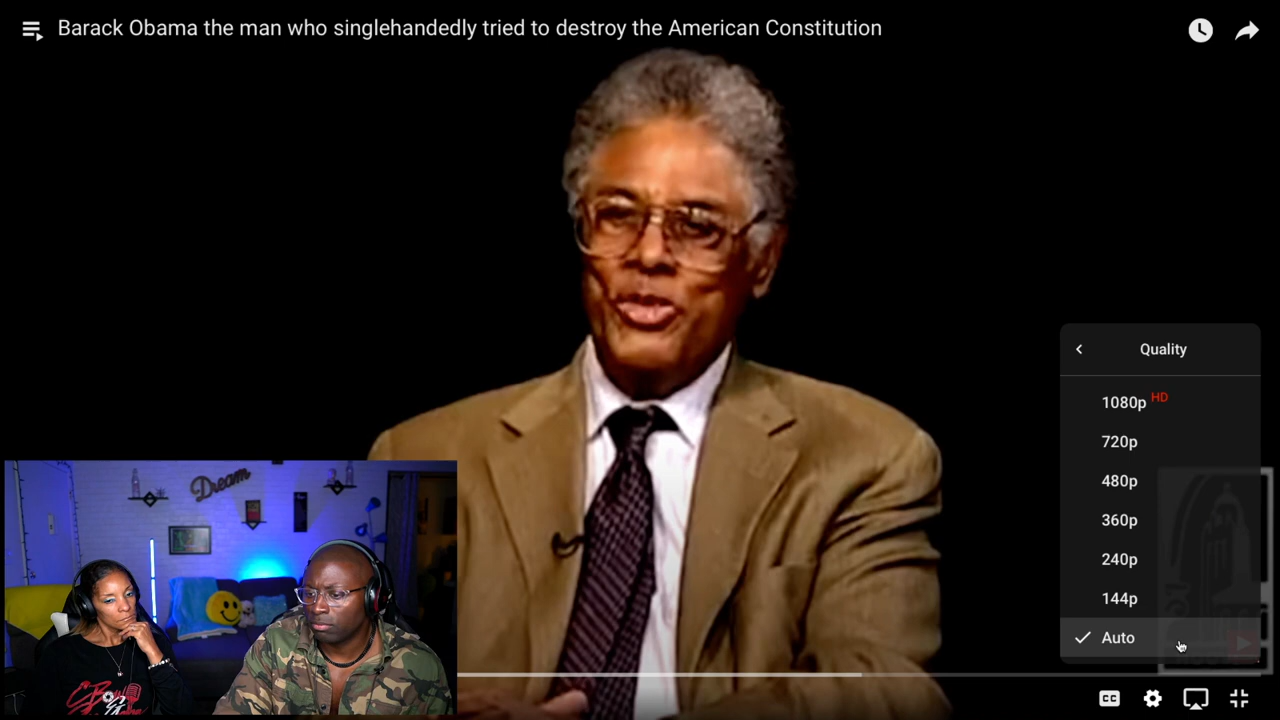 Barack Obama the man who singlehandedly tried to destroy the American Constitution
Quality
1080p HD
720p
480p
360p
240p
144p
Auto
Dream
CC